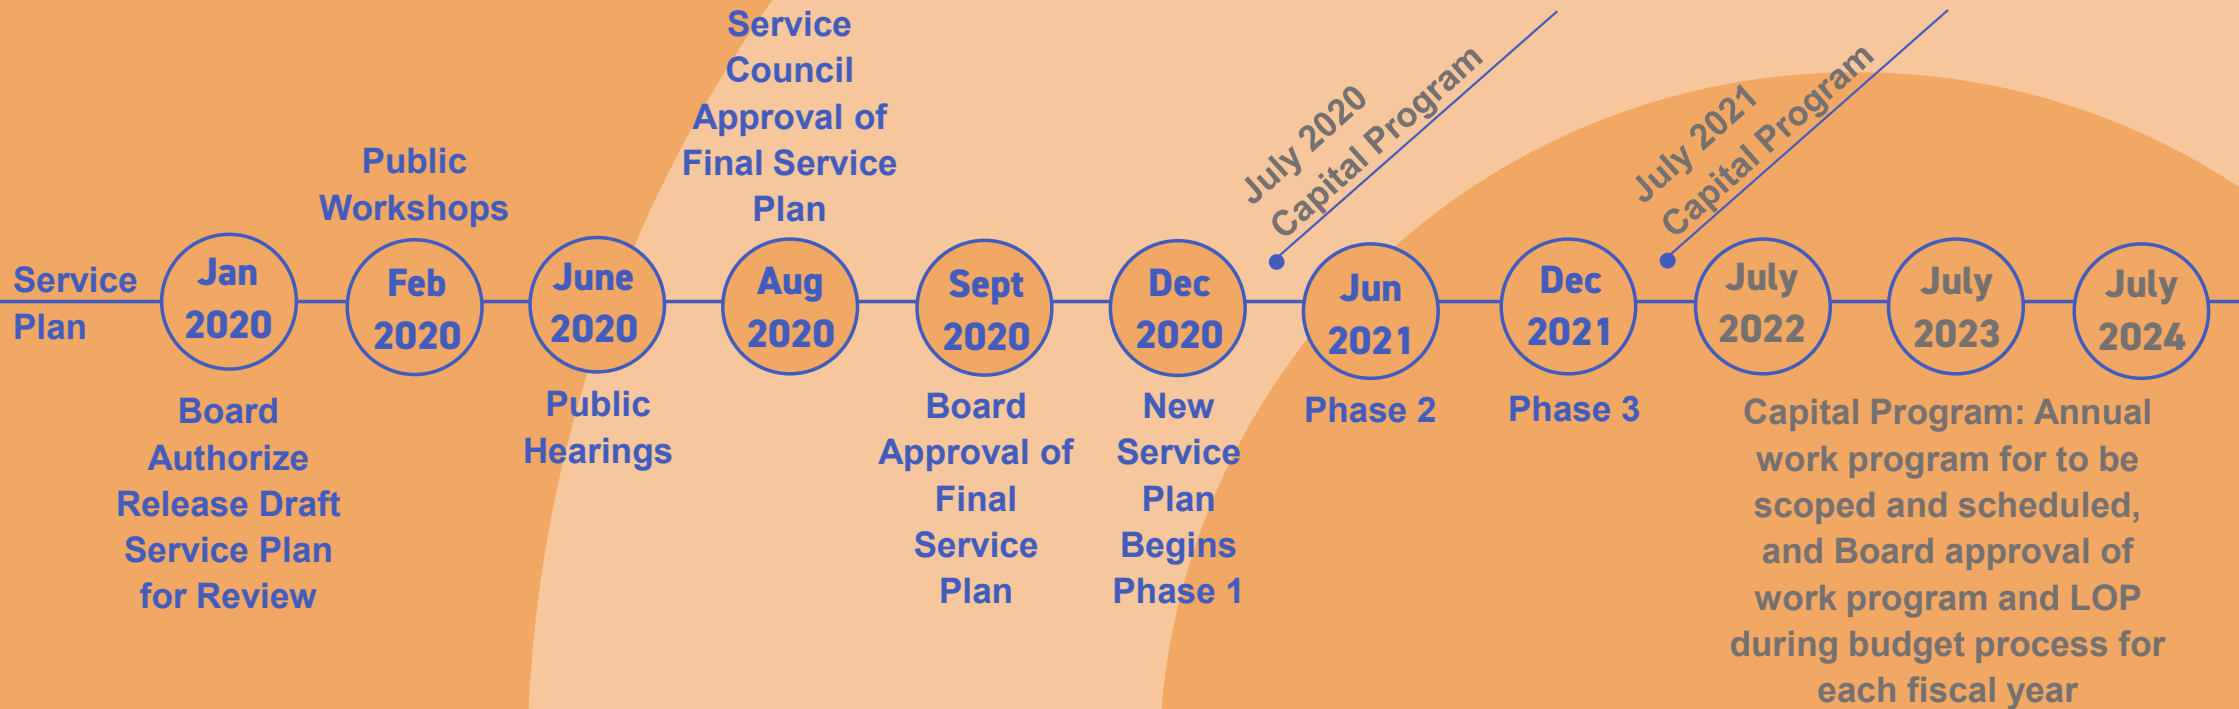 Service
Plan
Jan
2020
Board
Authorize
Release Draft
Service Plan
for Review
Public
Workshops
Feb
2020
June
2020
Public
Hearings
Service
Council
Approval of
Final Service
Plan
Aug
2020
Sept
2020
Board
Approval of
Final
Service
Plan
Dec
2020
New
Service
Plan
Begins
Phase 1
July 2020
Capital Program
Jun
2021
Phase 2
Dec
2021
Phase 3
July 2021
Capital Program
July
2022
July
2023
July
2024
Capital Program: Annual
work program for to be
scoped and scheduled,
and Board approval of
work program and LOP
during budget process for
each fiscal year